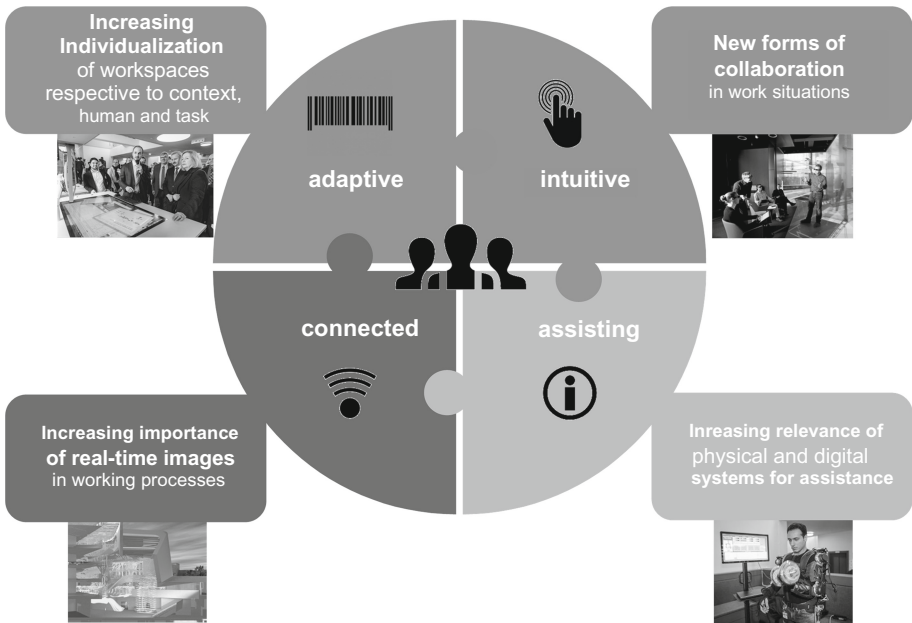 Increasing
Individualization
of workspaces
respective to context,
human and task
New forms of
collaboration
in work situations
adaptive
intuitive
connected
assisting
Increasing importance
of real-time images
in working processes
Inreasing relevance of
physical and digital
systems for assistance